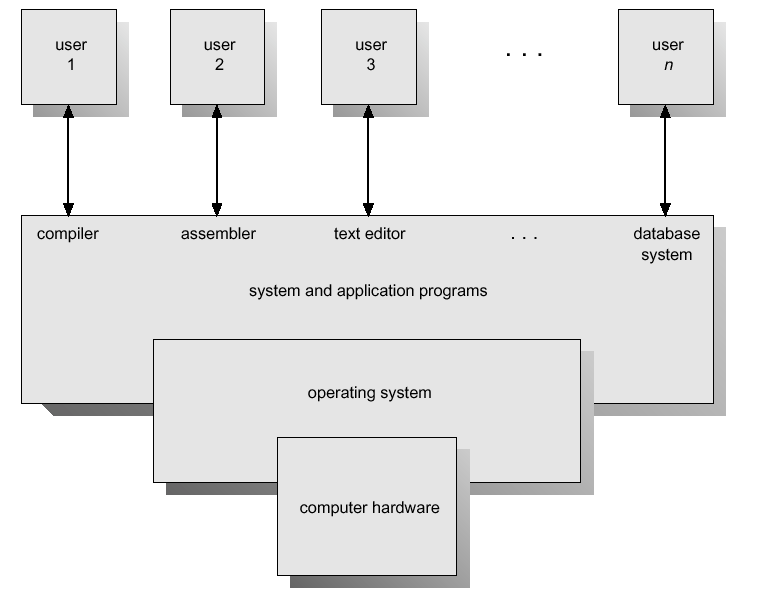 user
1
user
2
user
3
. . .
user
n
compiler
assembler
text editor
. . .
database
system
system and application programs
operating system
computer hardware